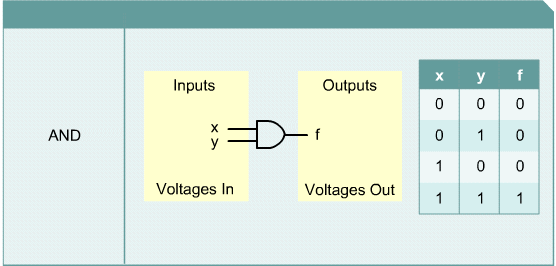 AND
Inputs
x
y
Voltages In
Outputs
f
Voltages Out
x y f
0 0 0
0 1 0
1 0 0
1 1 1